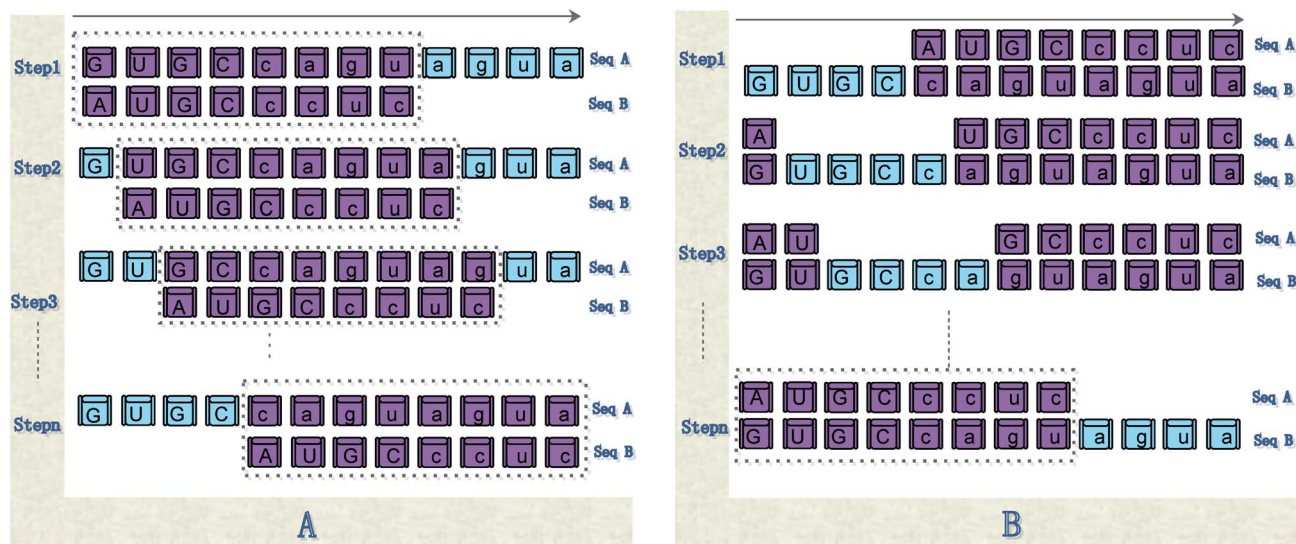 Step1
G U G C c a g u a g u a Seq A
A U G C c c u c Seq B
Step2
G U G C c a g u a g u a Seq A
A U G C c c u c Seq B
Step3
G U G C c a g u a g u a Seq A
A U G C c c u c Seq B
Stepn
G U G C c a g u a g u a Seq A
A U G C c c u c Seq B
A
Step1
A U G C c c u c Seq A
G U G C c a g u a g u a Seq B
Step2
A U G C c c u c Seq A
G U G C c a g u a g u a Seq B
Step3
A U G C c c u c Seq A
G U G C c a g u a g u a Seq B
Stepn
A U G C c c u c Seq A
G U G C c a g u a g u a Seq B
B